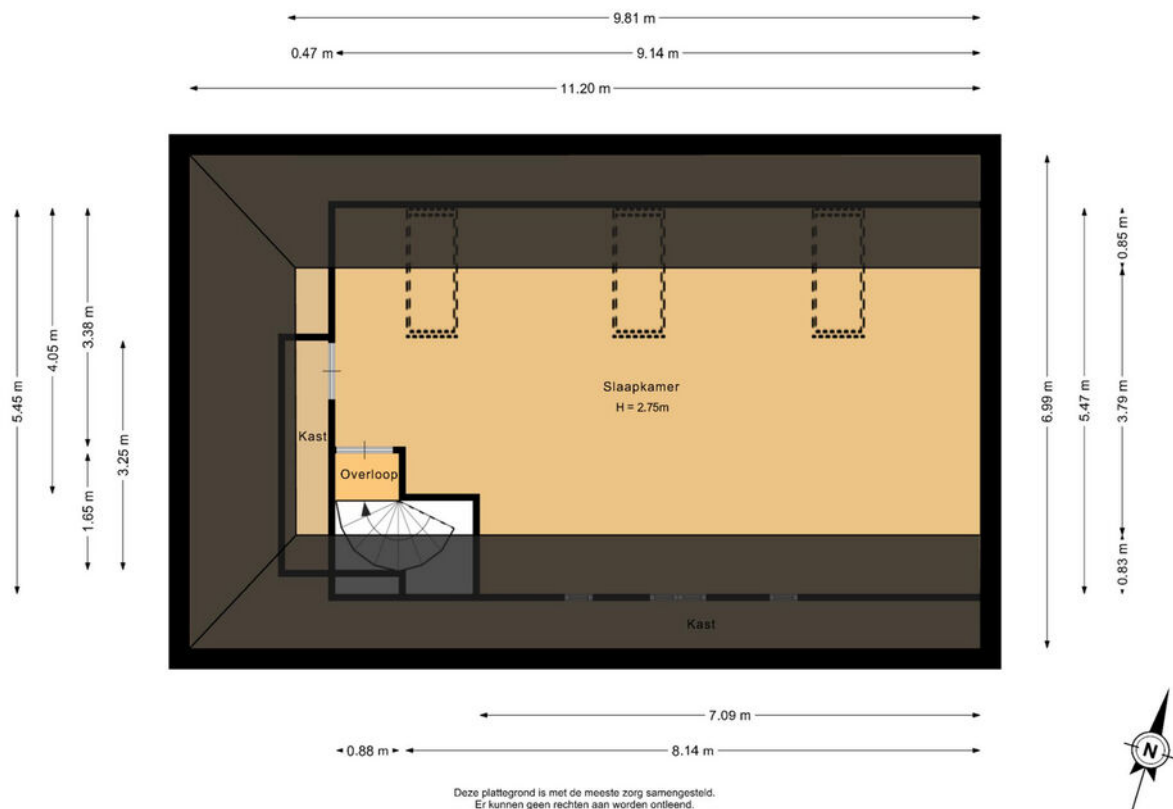 9.81 m
0.47 m
9.14 m
11.20 m
5.45 m
4.05 m
3.38 m
1.65 m
3.25 m
Slaapkamer
H = 2.75m
Kast
Overloop
Kast
6.99 m
5.47 m
0.85 m
3.79 m
0.83 m
7.09 m
0.88 m
8.14 m
N
Deze plattegrond is met de meeste zorg samengesteld.
Er kunnen geen rechten aan worden ontleend.